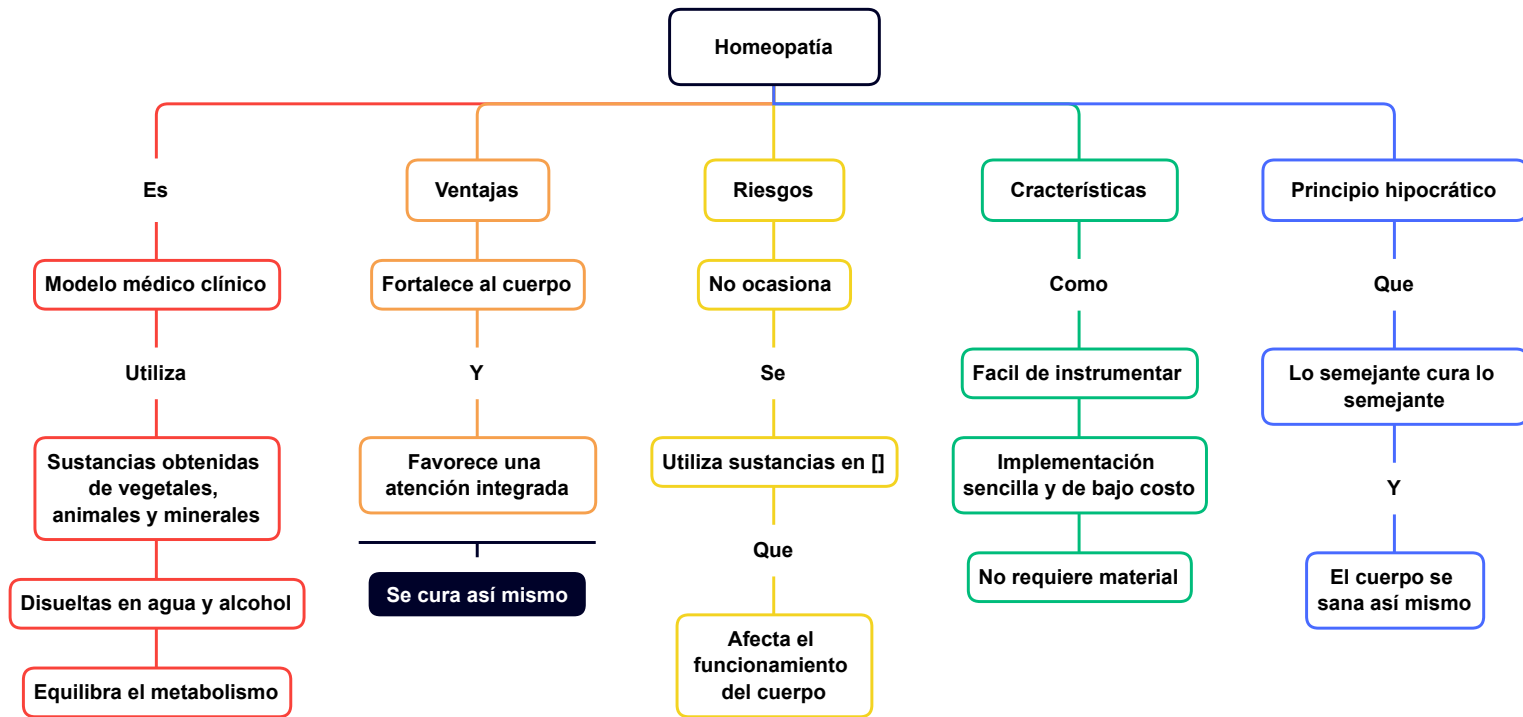 Homeopatía
Es
Ventajas
Riesgos
Cracterísticas
Principio hipocrático
Modelo médico clínico
Fortalece al cuerpo
No ocasiona
Como
Que
Utiliza
Y
Se
Facil de instrumentar
Lo semejante cura lo
semejante
Sustancias obtenidas
de vegetales,
animales y minerales
Favorece una
atención integrada
Utiliza sustancias en []
Implementación
sencilla y de bajo costo
Y
Disueltas en agua y alcohol
Se cura así mismo
Que
No requiere material
El cuerpo se
sana así mismo
Equilibra el metabolismo
Afecta el
funcionamiento
del cuerpo